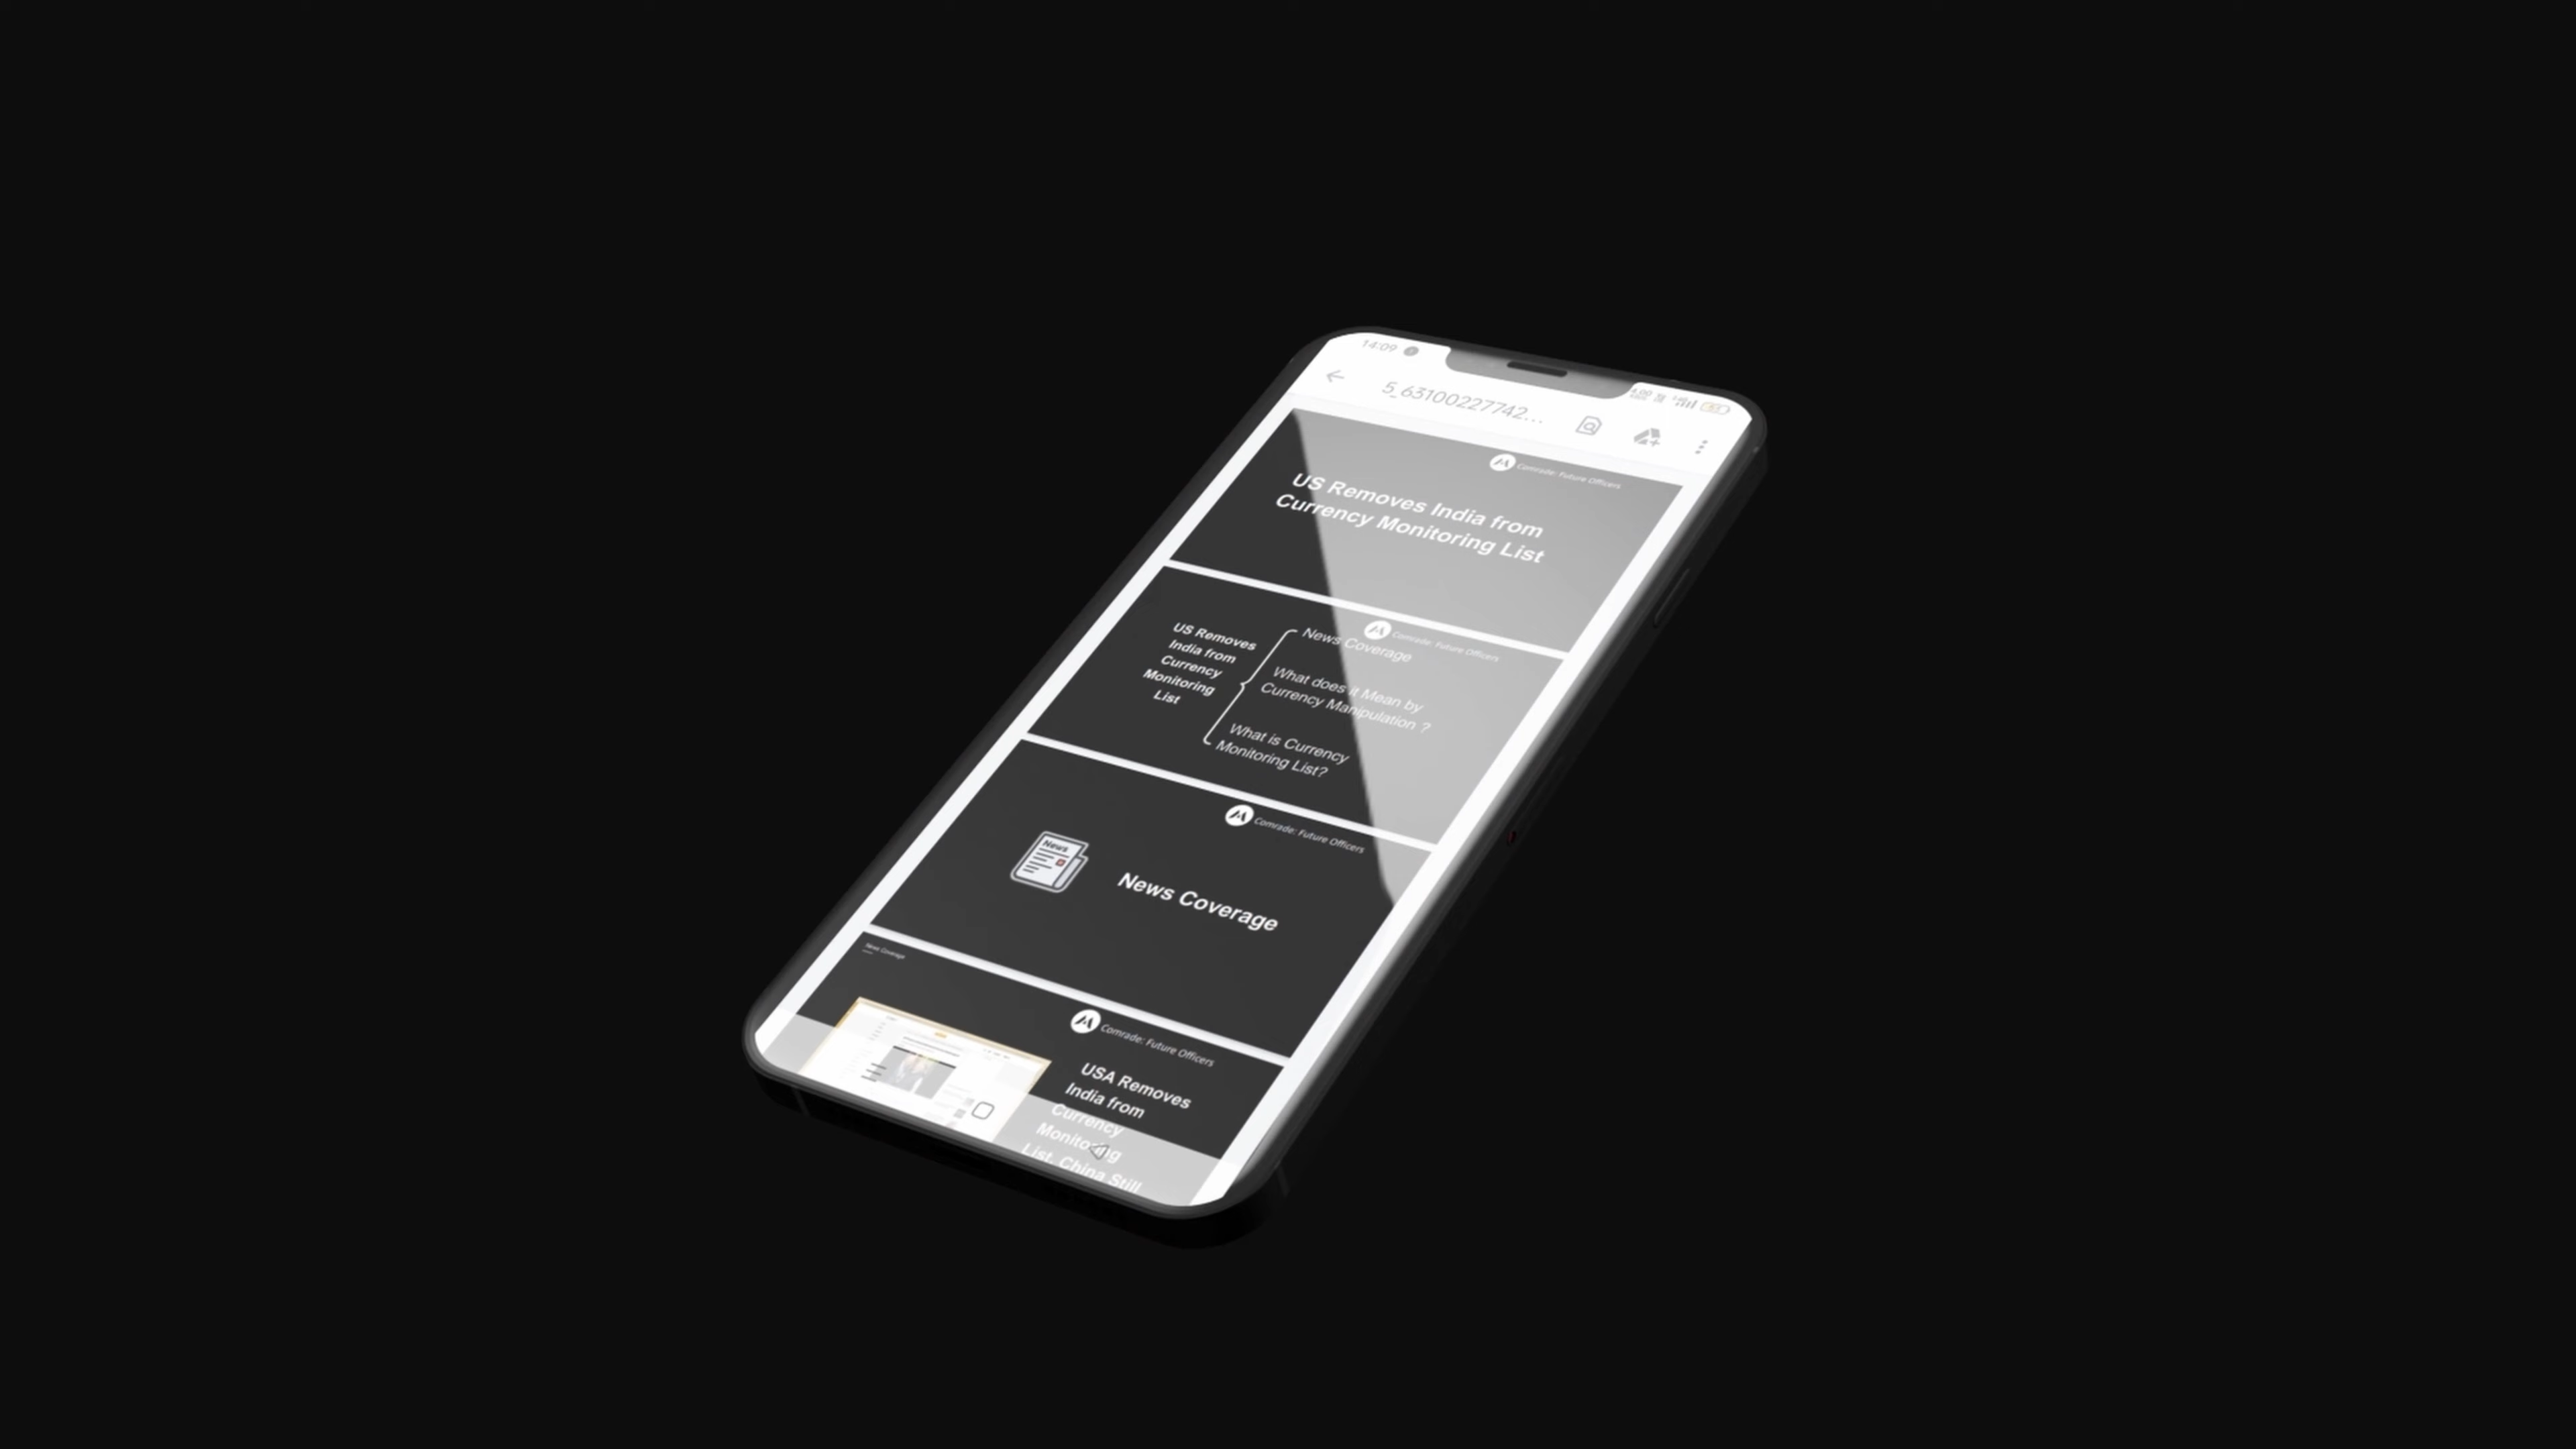 14:09
5_63100227742...
Comrade: Future Officers
US Removes India from
Currency Monitoring List
Comrade: Future Officers
US Removes
India from
Currency
Monitoring
List
News Coverage
What does it Mean by
Currency Manipulation ?
What is Currency
Monitoring List?
Comrade: Future Officers
News
News Coverage
News Coverage
Comrade: Future Officers
USA Removes
India from
Currency
Monitoring
List, China Still